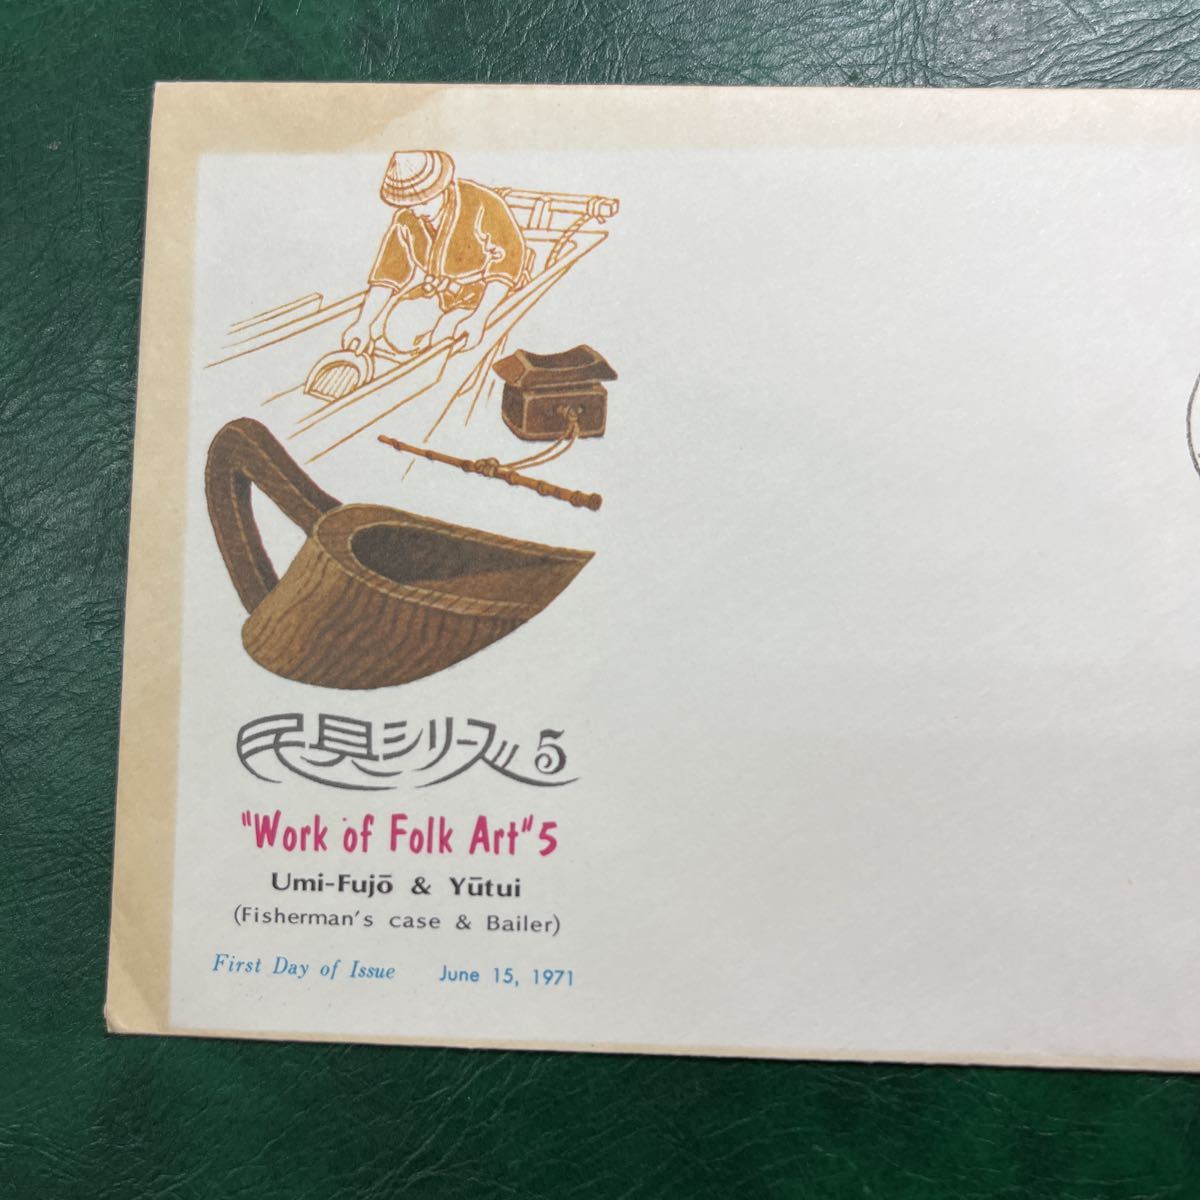 民具シリーズ 5
"Work of Folk Art" 5
Umi-Fujō & Yūtui
(Fisherman's case & Bailer)
First Day of Issue June 15, 1971